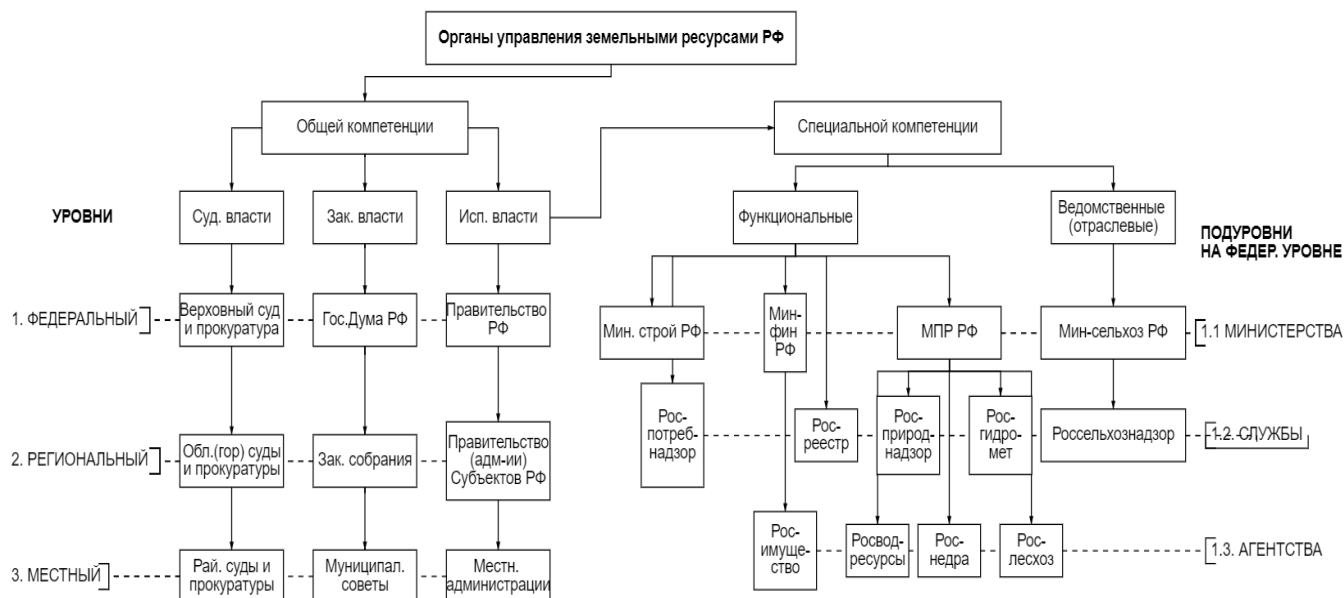 Органы управления земельными ресурсами РФ
Общей компетенции
Специальной компетенции
УРОВНИ
Суд. власти
Зак. власти
Исп. власти
Функциональные
Ведомственные
(отраслевые)
ПОДУРОВНИ
НА ФЕДЕР. УРОВНЕ
1. ФЕДЕРАЛЬНЫЙ
Верховный суд
и прокуратура
Гос.Дума РФ
Правительство
РФ
Мин. строй РФ
Мин-
фин
РФ
МПР РФ
Мин-сельхоз РФ
1.1 МИНИСТЕРСТВА
2. РЕГИОНАЛЬНЫЙ
Обл.(гор) суды
и прокуратуры
Зак. собрания
Правительство
(адм-ии)
Субъектов РФ
Рос-
потреб-
надзор
Рос-
реестр
Рос-
природ-
надзор
Рос-
гидро-
мет
Россельхознадзор
1.2. СЛУЖБЫ
3. МЕСТНЫЙ
Рай. суды и
прокуратуры
Муниципал.
советы
Местн.
администрации
Рос-
имуще-
ство
Росвод-
ресурсы
Рос-
недра
Рос-
лесхоз
1.3. АГЕНТСТВА